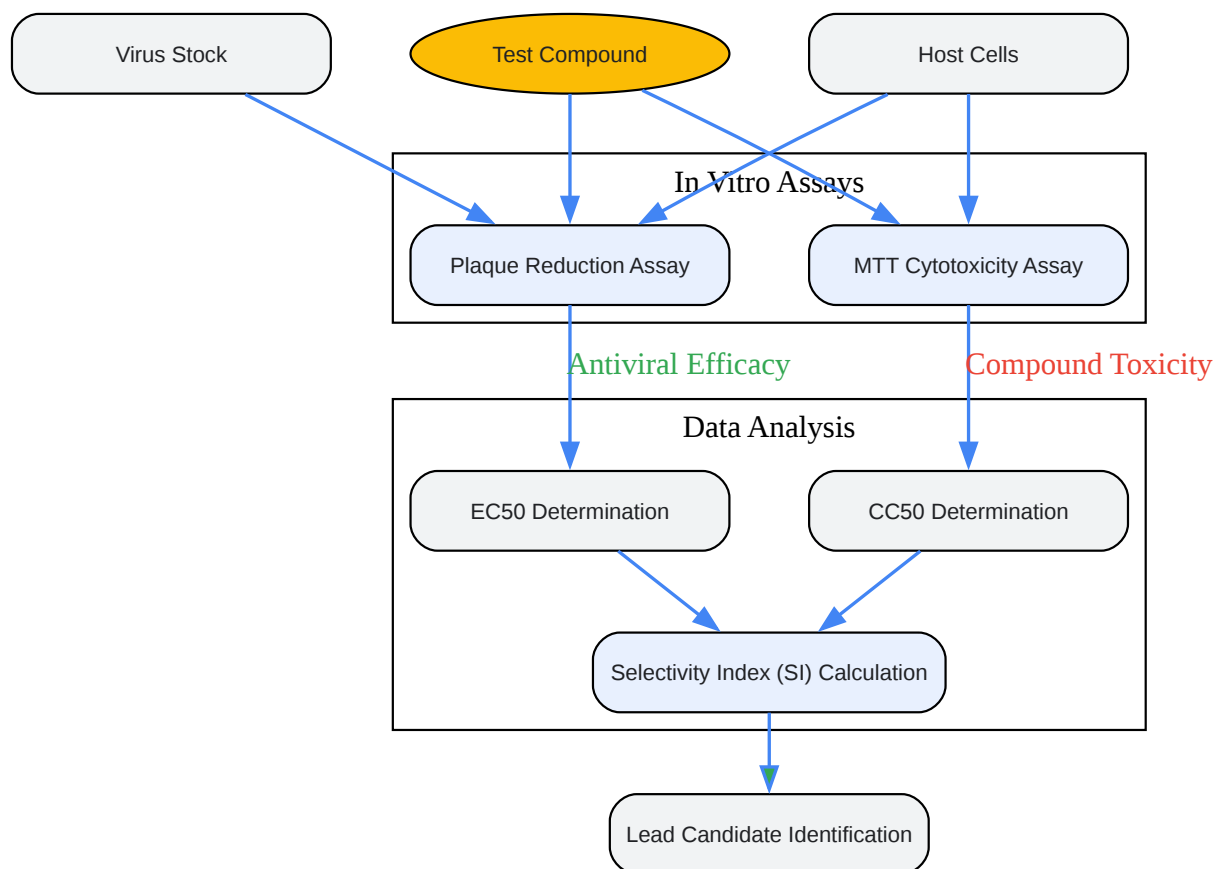 Virus Stock
Test Compound
Host Cells
In Vitro Assays
Plaque Reduction Assay
MTT Cytotoxicity Assay
Antiviral Efficacy
Compound Toxicity
Data Analysis
EC50 Determination
CC50 Determination
Selectivity Index (SI) Calculation
Lead Candidate Identification